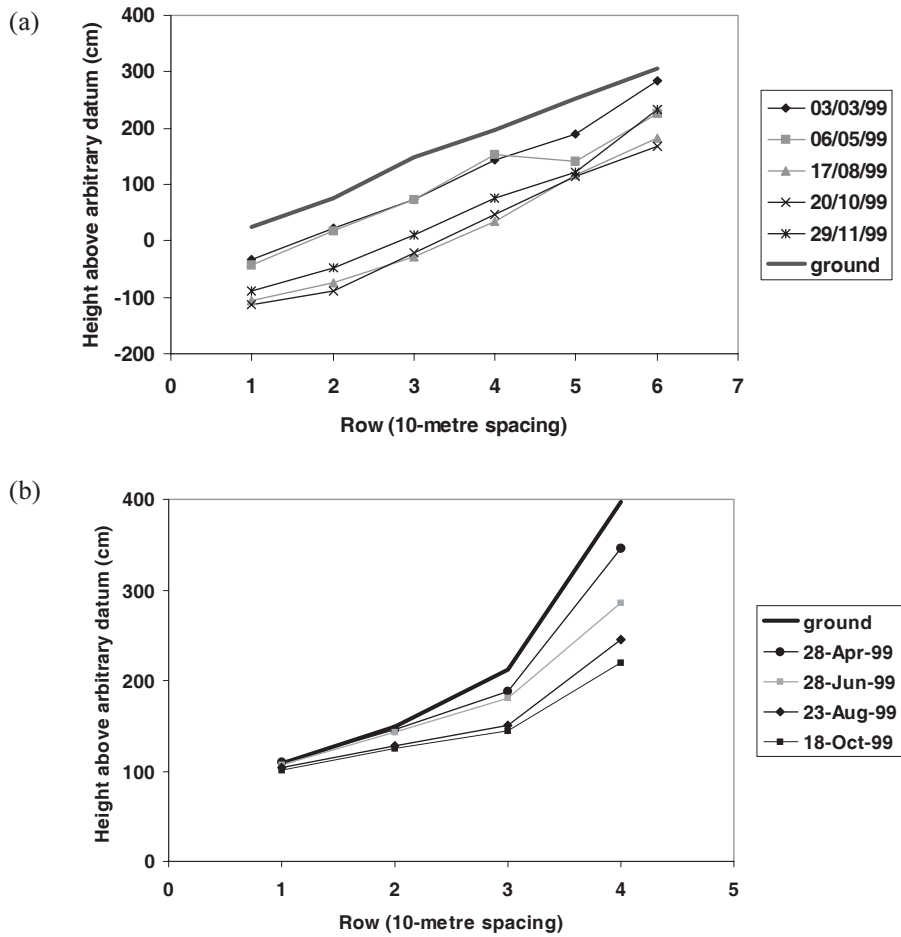 (a)
Height above arbitrary datum (cm)
400
300
200
100
0
-100
-200
0 1 2 3 4 5 6 7
Row (10-metre spacing)
03/03/99
06/05/99
17/08/99
20/10/99
29/11/99
ground
(b)
Height above arbitrary datum (cm)
400
300
200
100
0
0 1 2 3 4 5
Row (10-metre spacing)
ground
28-Apr-99
28-Jun-99
23-Aug-99
18-Oct-99